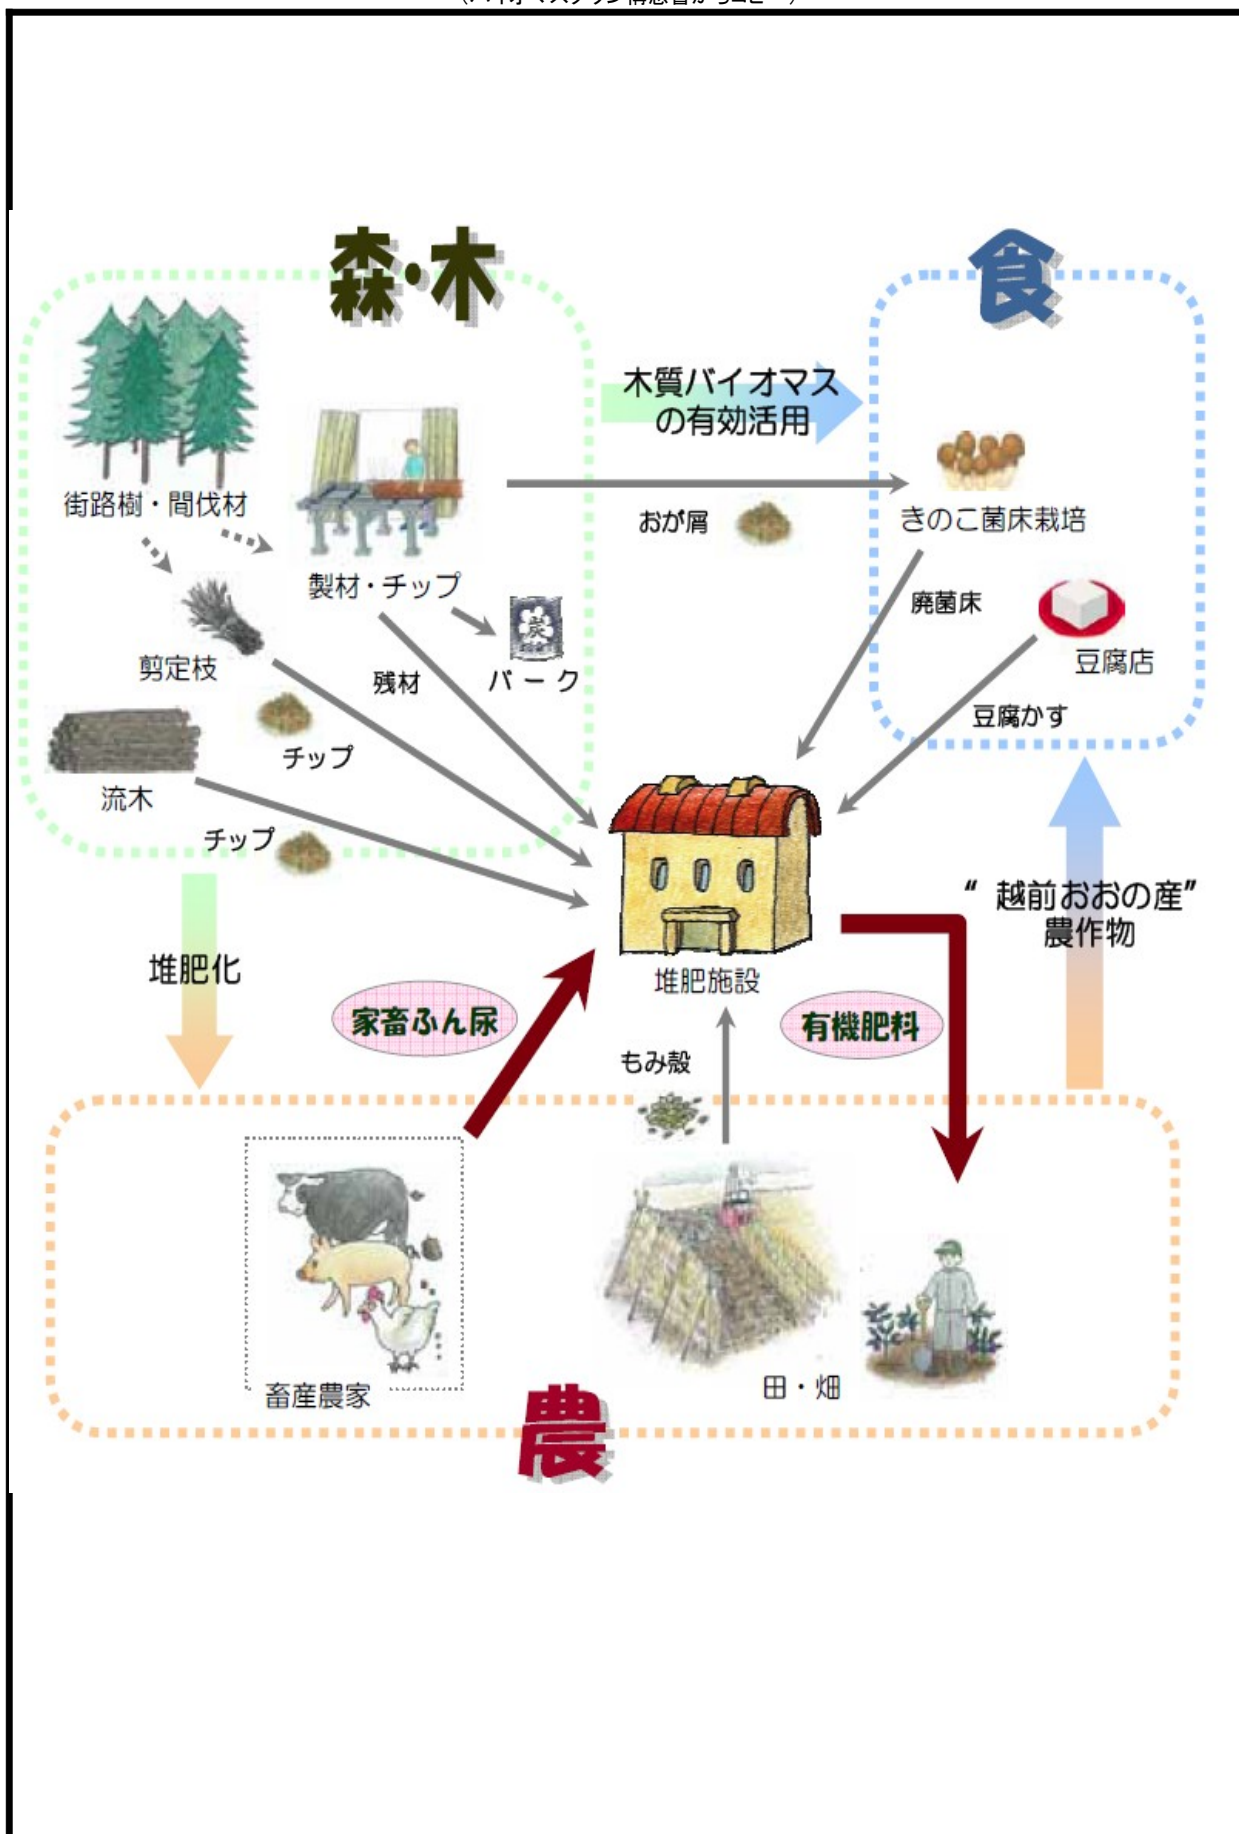 森・木
食
木質バイオマス
の有効活用
街路樹・間伐材
おが屑
きのこ菌床栽培
製材・チップ
炭
廃菌床
剪定枝
残材
バーク
豆腐店
豆腐かす
チップ
流木
チップ
“越前おおの産”
農作物
堆肥化
堆肥施設
家畜ふん尿
有機肥料
もみ殻
畜産農家
田・畑
農